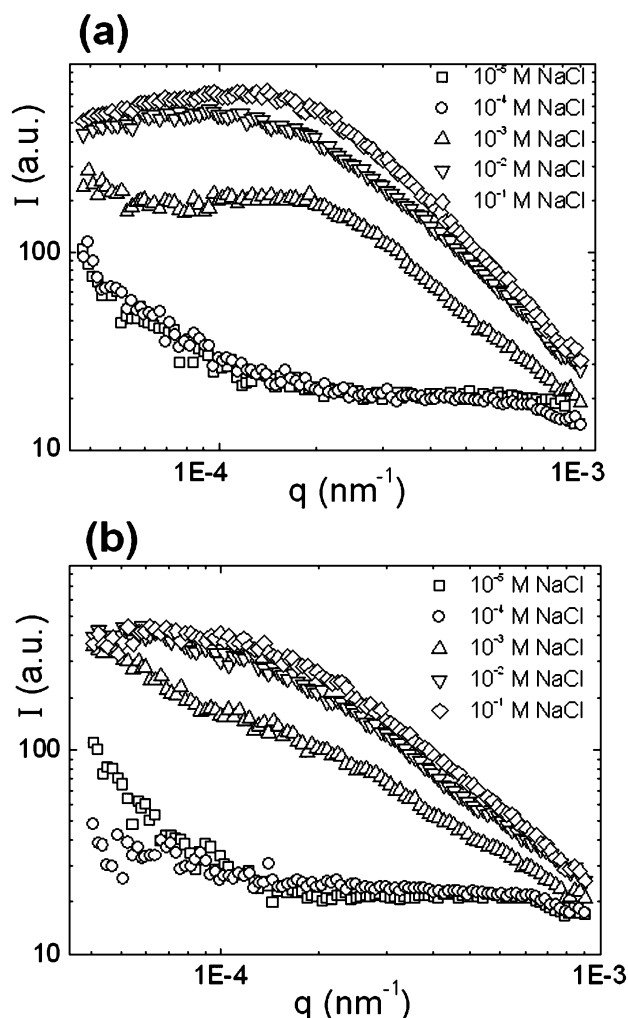 (a)
I (a.u.)
100
10
1E-4
1E-3
q (nm⁻¹)
10⁻⁵ M NaCl
10⁻⁴ M NaCl
10⁻³ M NaCl
10⁻² M NaCl
10⁻¹ M NaCl
(b)
I (a.u.)
100
10
1E-4
1E-3
q (nm⁻¹)
10⁻⁵ M NaCl
10⁻⁴ M NaCl
10⁻³ M NaCl
10⁻² M NaCl
10⁻¹ M NaCl